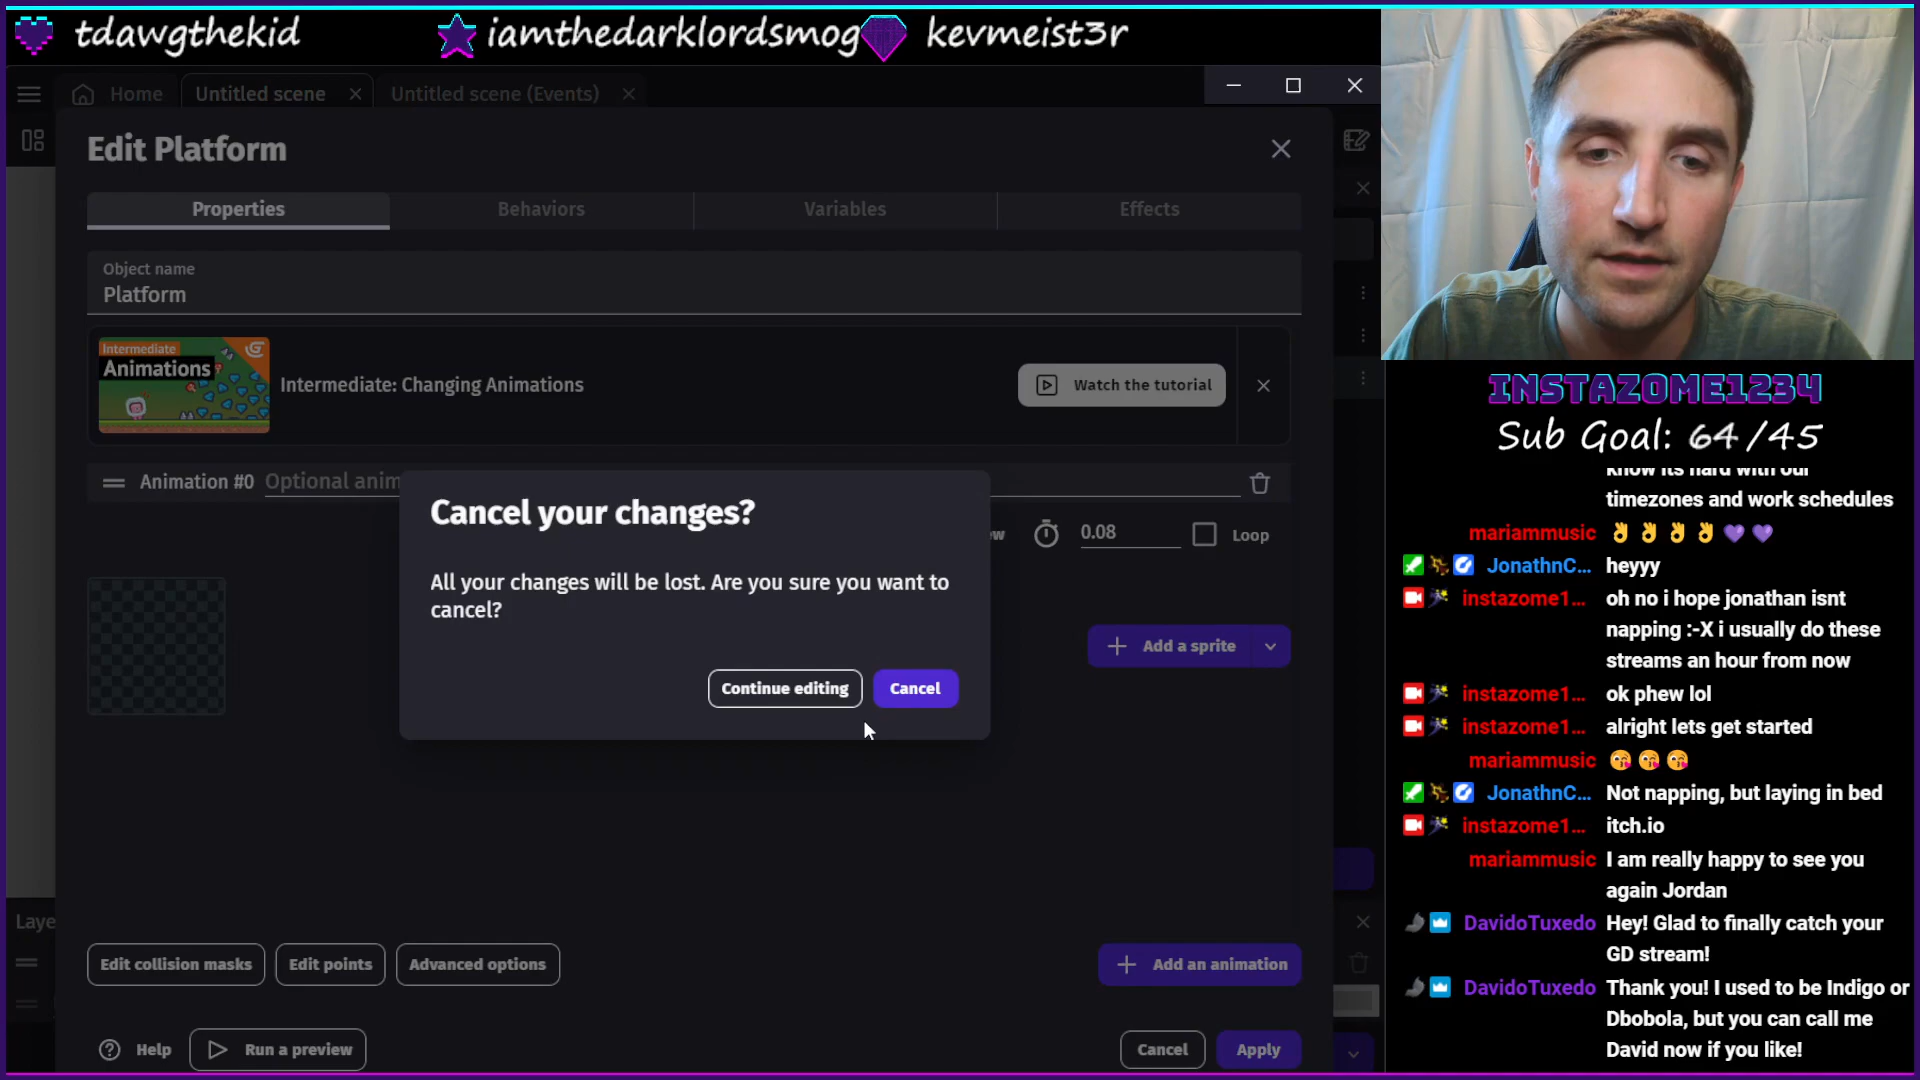 tdawgthekid
iamthedarklordsmog
kevmeist3r
Home
Untitled scene
Untitled scene (Events)
Edit Platform
Properties
Behaviors
Variables
Effects
Object name
Platform
Intermediate
Animations
Intermediate: Changing Animations
Watch the tutorial
Animation #0
Optional anim
0.08
Loop
Cancel your changes?
All your changes will be lost. Are you sure you want to
cancel?
Continue editing
Cancel
Add a sprite
Laye
Edit collision masks
Edit points
Advanced options
Add an animation
Help
Run a preview
Cancel
Apply
INSTAZOME1234
Sub Goal: 64/45
know its hard with our
timezones and work schedules
mariammusic 👌👌👌👌💜💜
JonathnC... heyyy
instazome1... oh no i hope jonathan isnt
napping :-X i usually do these
streams an hour from now
instazome1... ok phew lol
instazome1... alright lets get started
mariammusic 😘😘😘
JonathnC... Not napping, but laying in bed
instazome1... itch.io
mariammusic I am really happy to see you
again Jordan
DavidoTuxedo Hey! Glad to finally catch your
GD stream!
DavidoTuxedo Thank you! I used to be Indigo or
Dbobola, but you can call me
David now if you like!